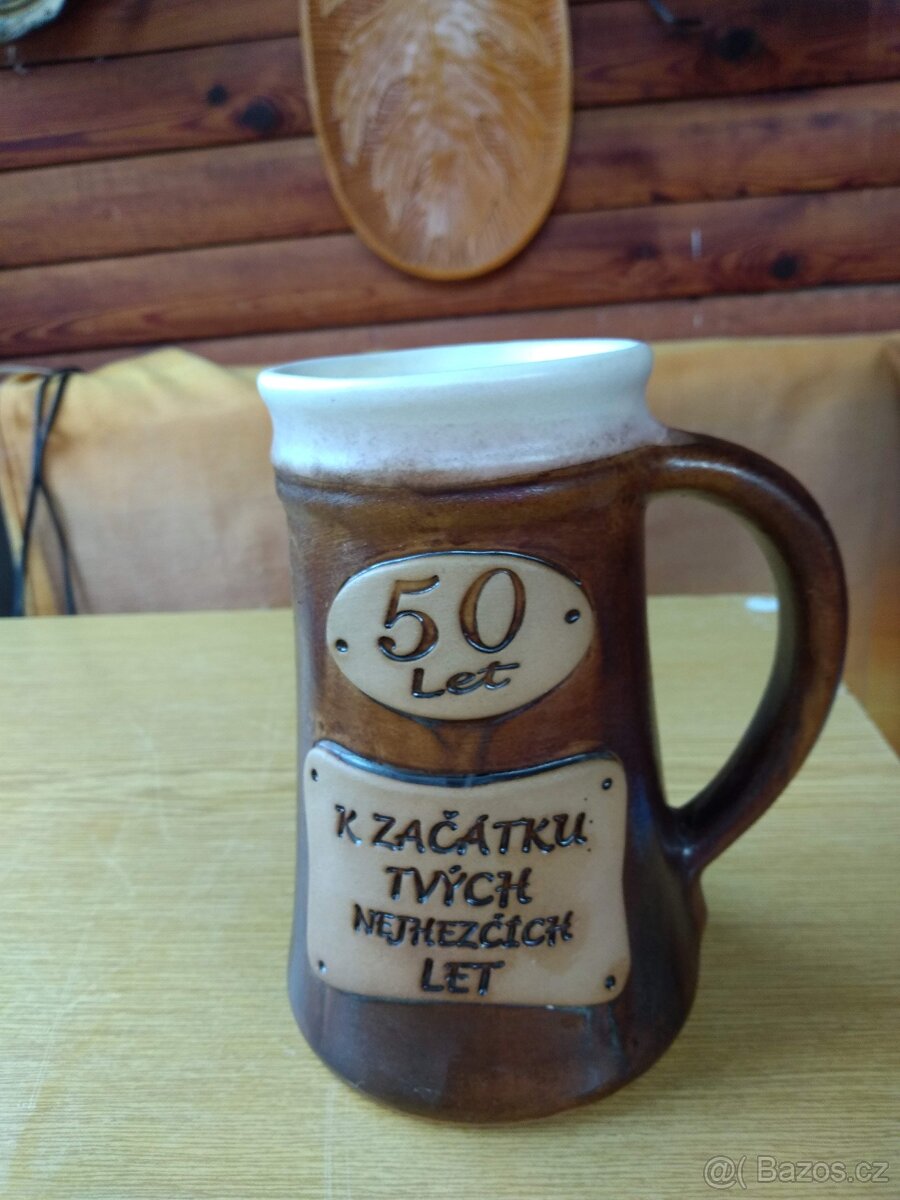 50
Let
K ZAČÁTKU
TVÝCH
NEJHEZČÍCH
LET
@( Bazos.cz